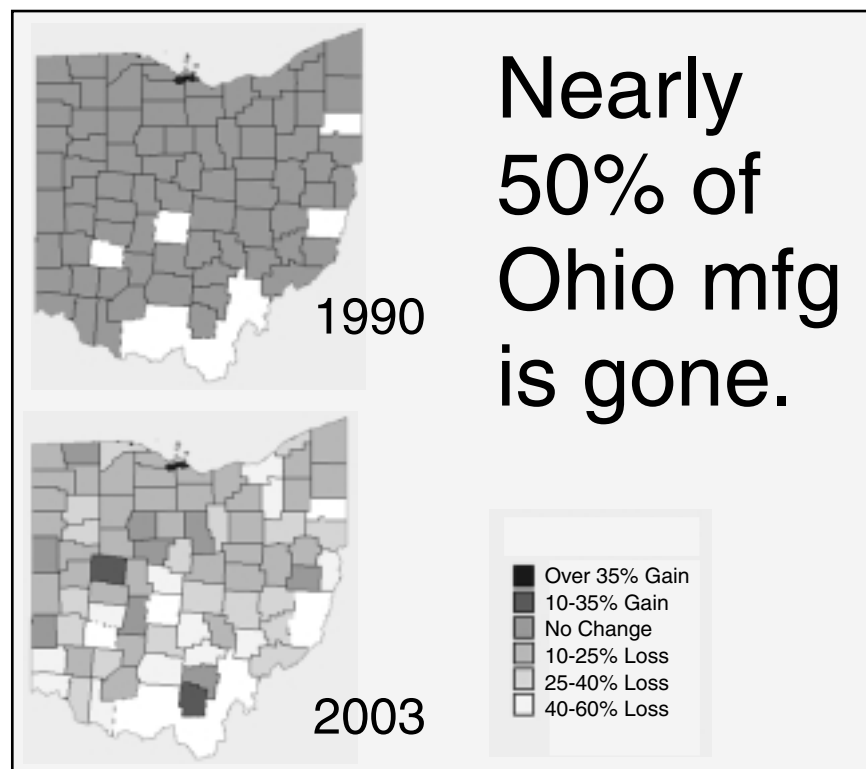 Nearly
50% of
Ohio mfg
is gone.
1990
2003
Over 35% Gain
10-35% Gain
No Change
10-25% Loss
25-40% Loss
40-60% Loss